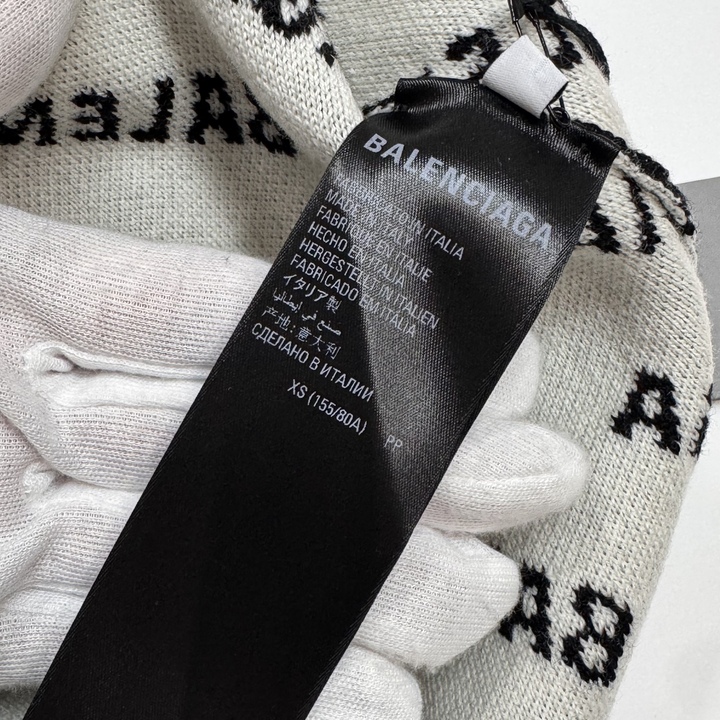 BALENCIAGA
FABBRICATO IN ITALIA
MADE IN ITALY
FABRIQUÉ EN ITALIE
HECHO EN ITALIA
HERGESTELLT IN ITALIEN
FABRICADO EM ITALIA
イタリア製
صنع في إيطاليا
产地：意大利
СДЕЛАНО В ИТАЛИИ
XS (155/80A) PP
BALEN
A
BA